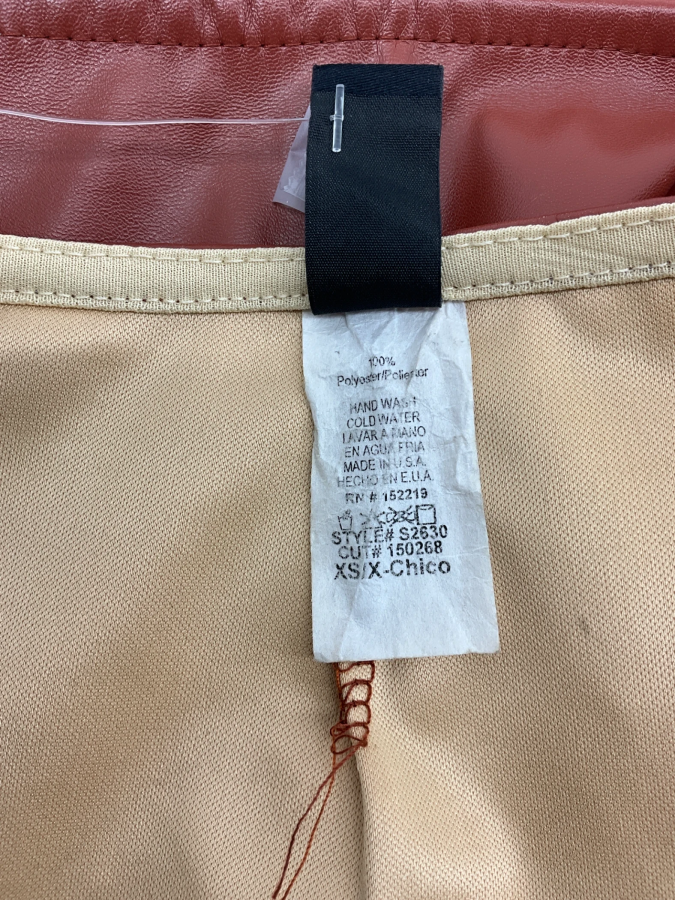 100%
Polyester/Poliester
HAND WASH
COLD WATER
LAVAR A MANO
EN AGUA FRIA
MADE IN U.S.A.
HECHO EN E.U.A.
RN # 152219
STYLE# S2630
CUT# 150268
XS/X-Chico